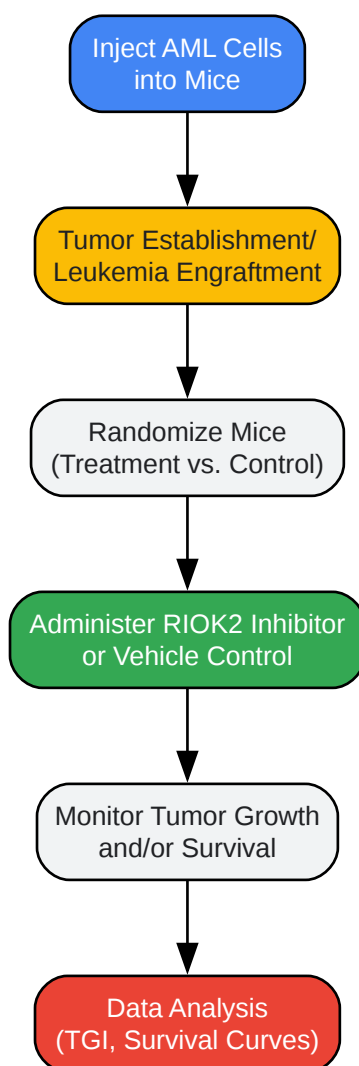 Inject AML Cells
into Mice
Tumor Establishment/
Leukemia Engraftment
Randomize Mice
(Treatment vs. Control)
Administer RIOK2 Inhibitor
or Vehicle Control
Monitor Tumor Growth
and/or Survival
Data Analysis
(TGI, Survival Curves)